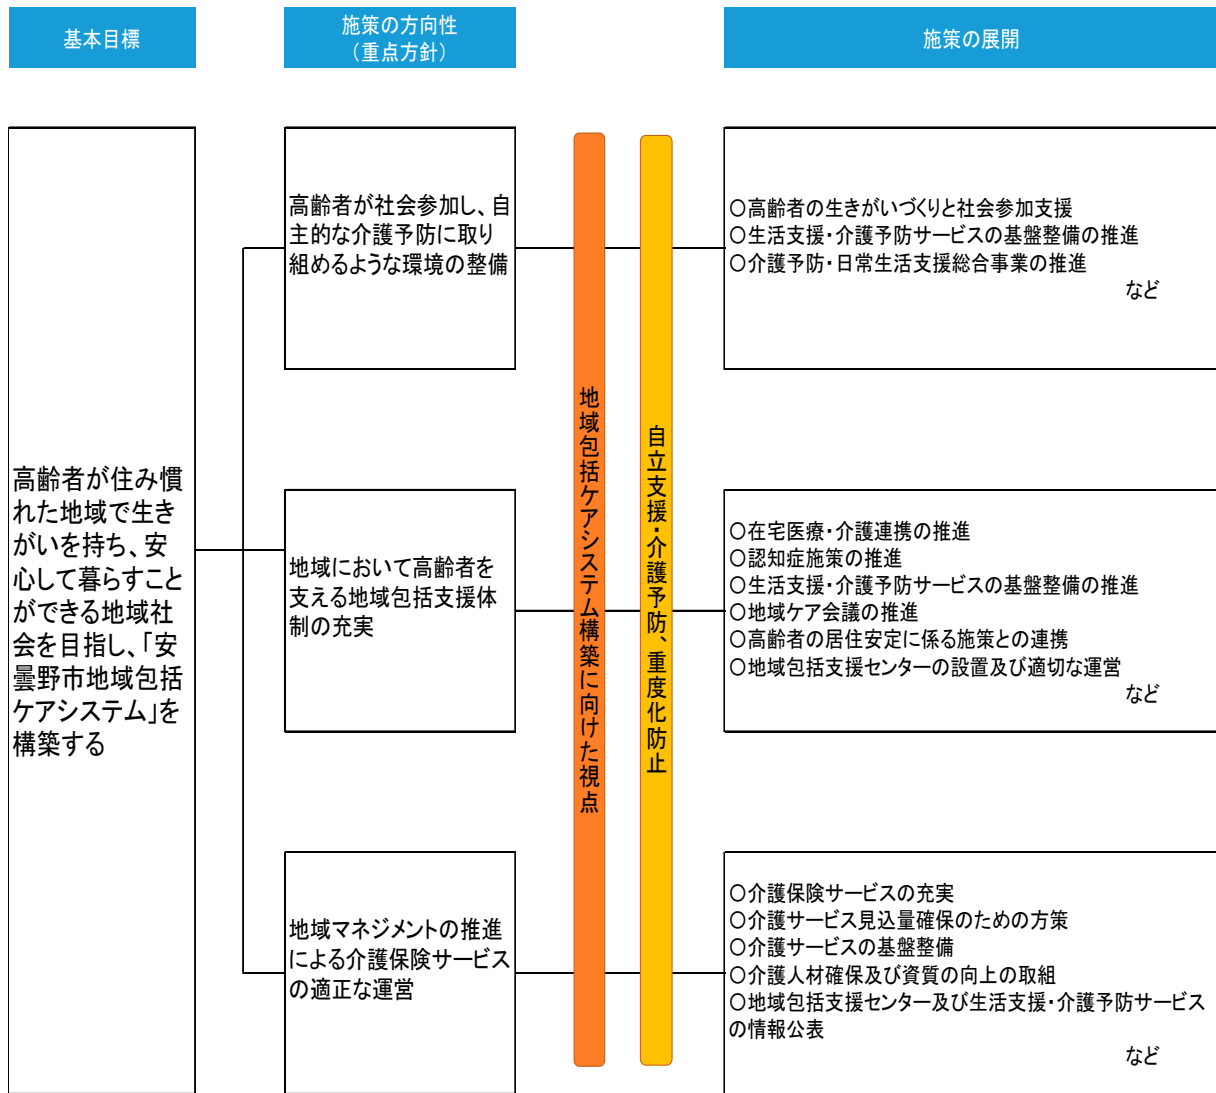 基本目標
施策の方向性
（重点方針）
施策の展開
高齢者が住み慣
れた地域で生き
がいを持ち、安
心して暮らすこと
ができる地域社
会を目指し、「安
曇野市地域包括
ケアシステム」を
構築する
高齢者が社会参加し、自
主的な介護予防に取り
組めるような環境の整備
地域において高齢者を
支える地域包括支援体
制の充実
地域マネジメントの推進
による介護保険サービス
の適正な運営
地域包括ケアシステム構築に向けた視点
自立支援・介護予防、重度化防止
○高齢者の生きがいづくりと社会参加支援
○生活支援・介護予防サービスの基盤整備の推進
○介護予防・日常生活支援総合事業の推進
など
○在宅医療・介護連携の推進
○認知症施策の推進
○生活支援・介護予防サービスの基盤整備の推進
○地域ケア会議の推進
○高齢者の居住安定に係る施策との連携
○地域包括支援センターの設置及び適切な運営
など
○介護保険サービスの充実
○介護サービス見込量確保のための方策
○介護サービスの基盤整備
○介護人材確保及び資質の向上の取組
○地域包括支援センター及び生活支援・介護予防サービス
の情報公表
など